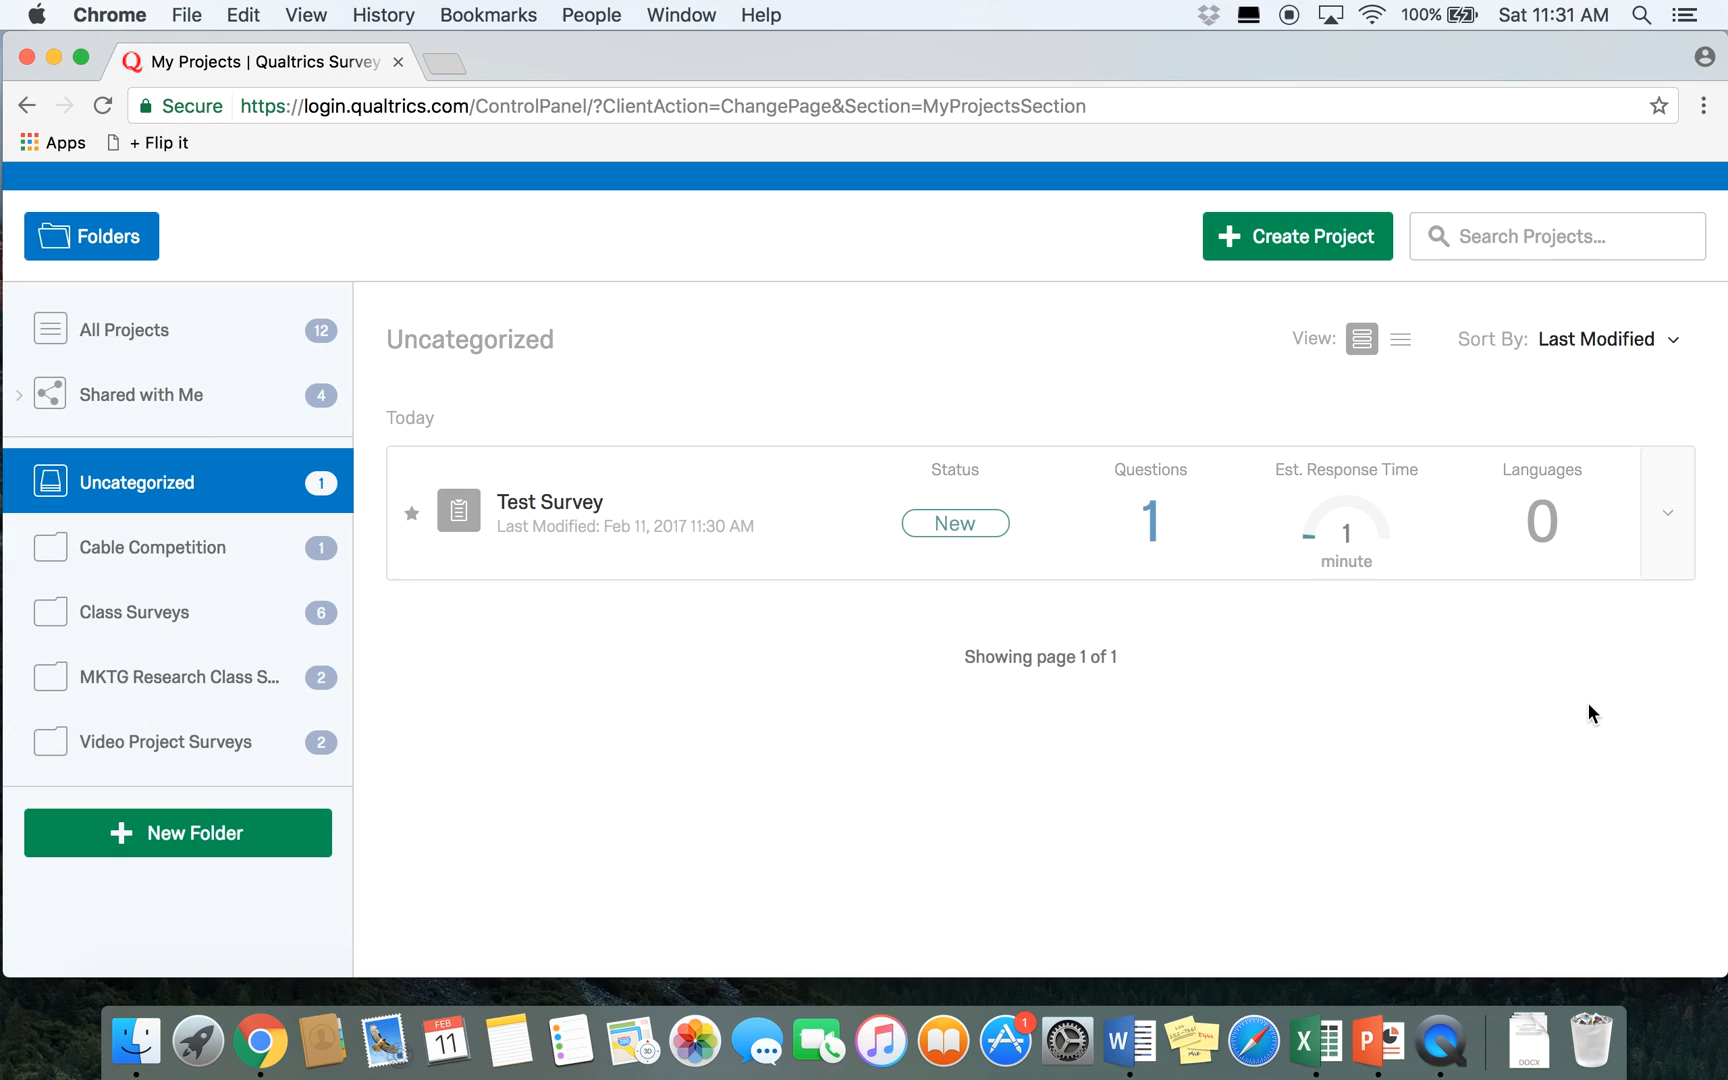 Chrome File Edit View History Bookmarks People Window Help 100% Sat 11:31 AM
My Projects | Qualtrics Survey
Secure https://login.qualtrics.com/ControlPanel/?ClientAction=ChangePage&Section=MyProjectsSection
Apps + Flip it
Folders Create Project Search Projects...
All Projects 12
Shared with Me 4
Uncategorized 1
Cable Competition 1
Class Surveys 6
MKTG Research Class S... 2
Video Project Surveys 2
New Folder
Uncategorized View: Sort By: Last Modified
Today
Status Questions Est. Response Time Languages
Test Survey
Last Modified: Feb 11, 2017 11:30 AM
New 1 1 minute 0
Showing page 1 of 1
FEB
11
3D
1
W
X
P
DOCX